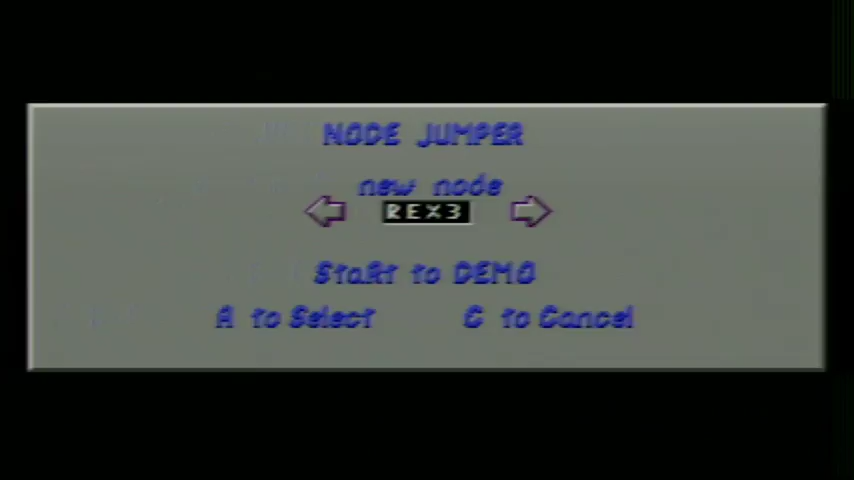 NODE JUMPER
new node
REX3
StaRt to DEMO
A to Select C to Cancel